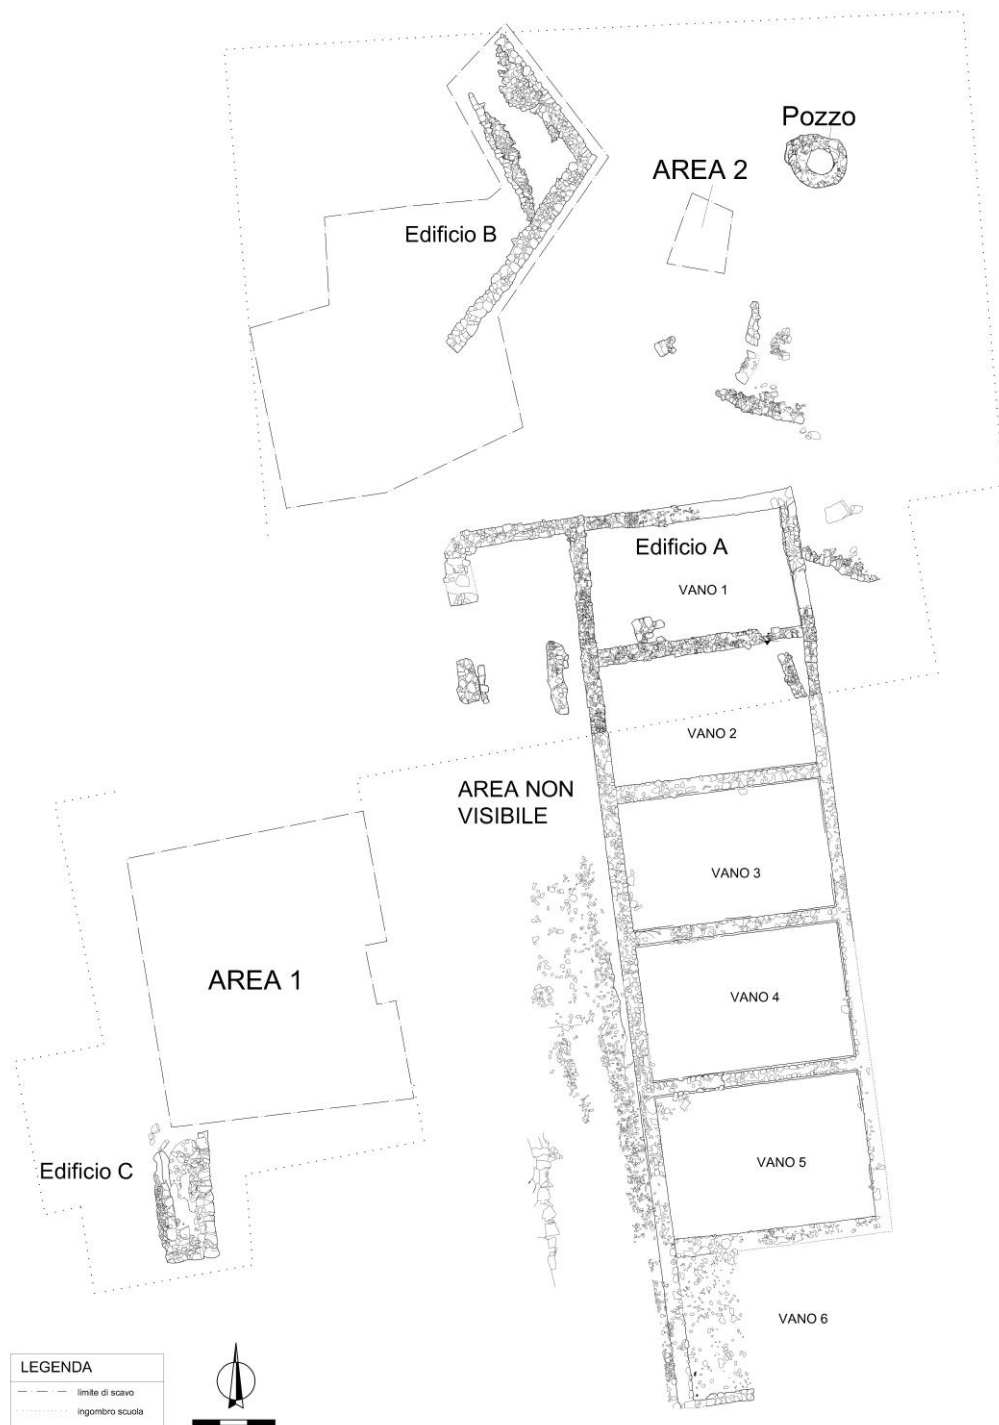 Pozzo
AREA 2
Edificio B
Edificio A
VANO 1
VANO 2
AREA NON
VISIBILE
VANO 3
AREA 1
VANO 4
Edificio C
VANO 5
VANO 6
LEGENDA
limite di scavo
ingombro scuola